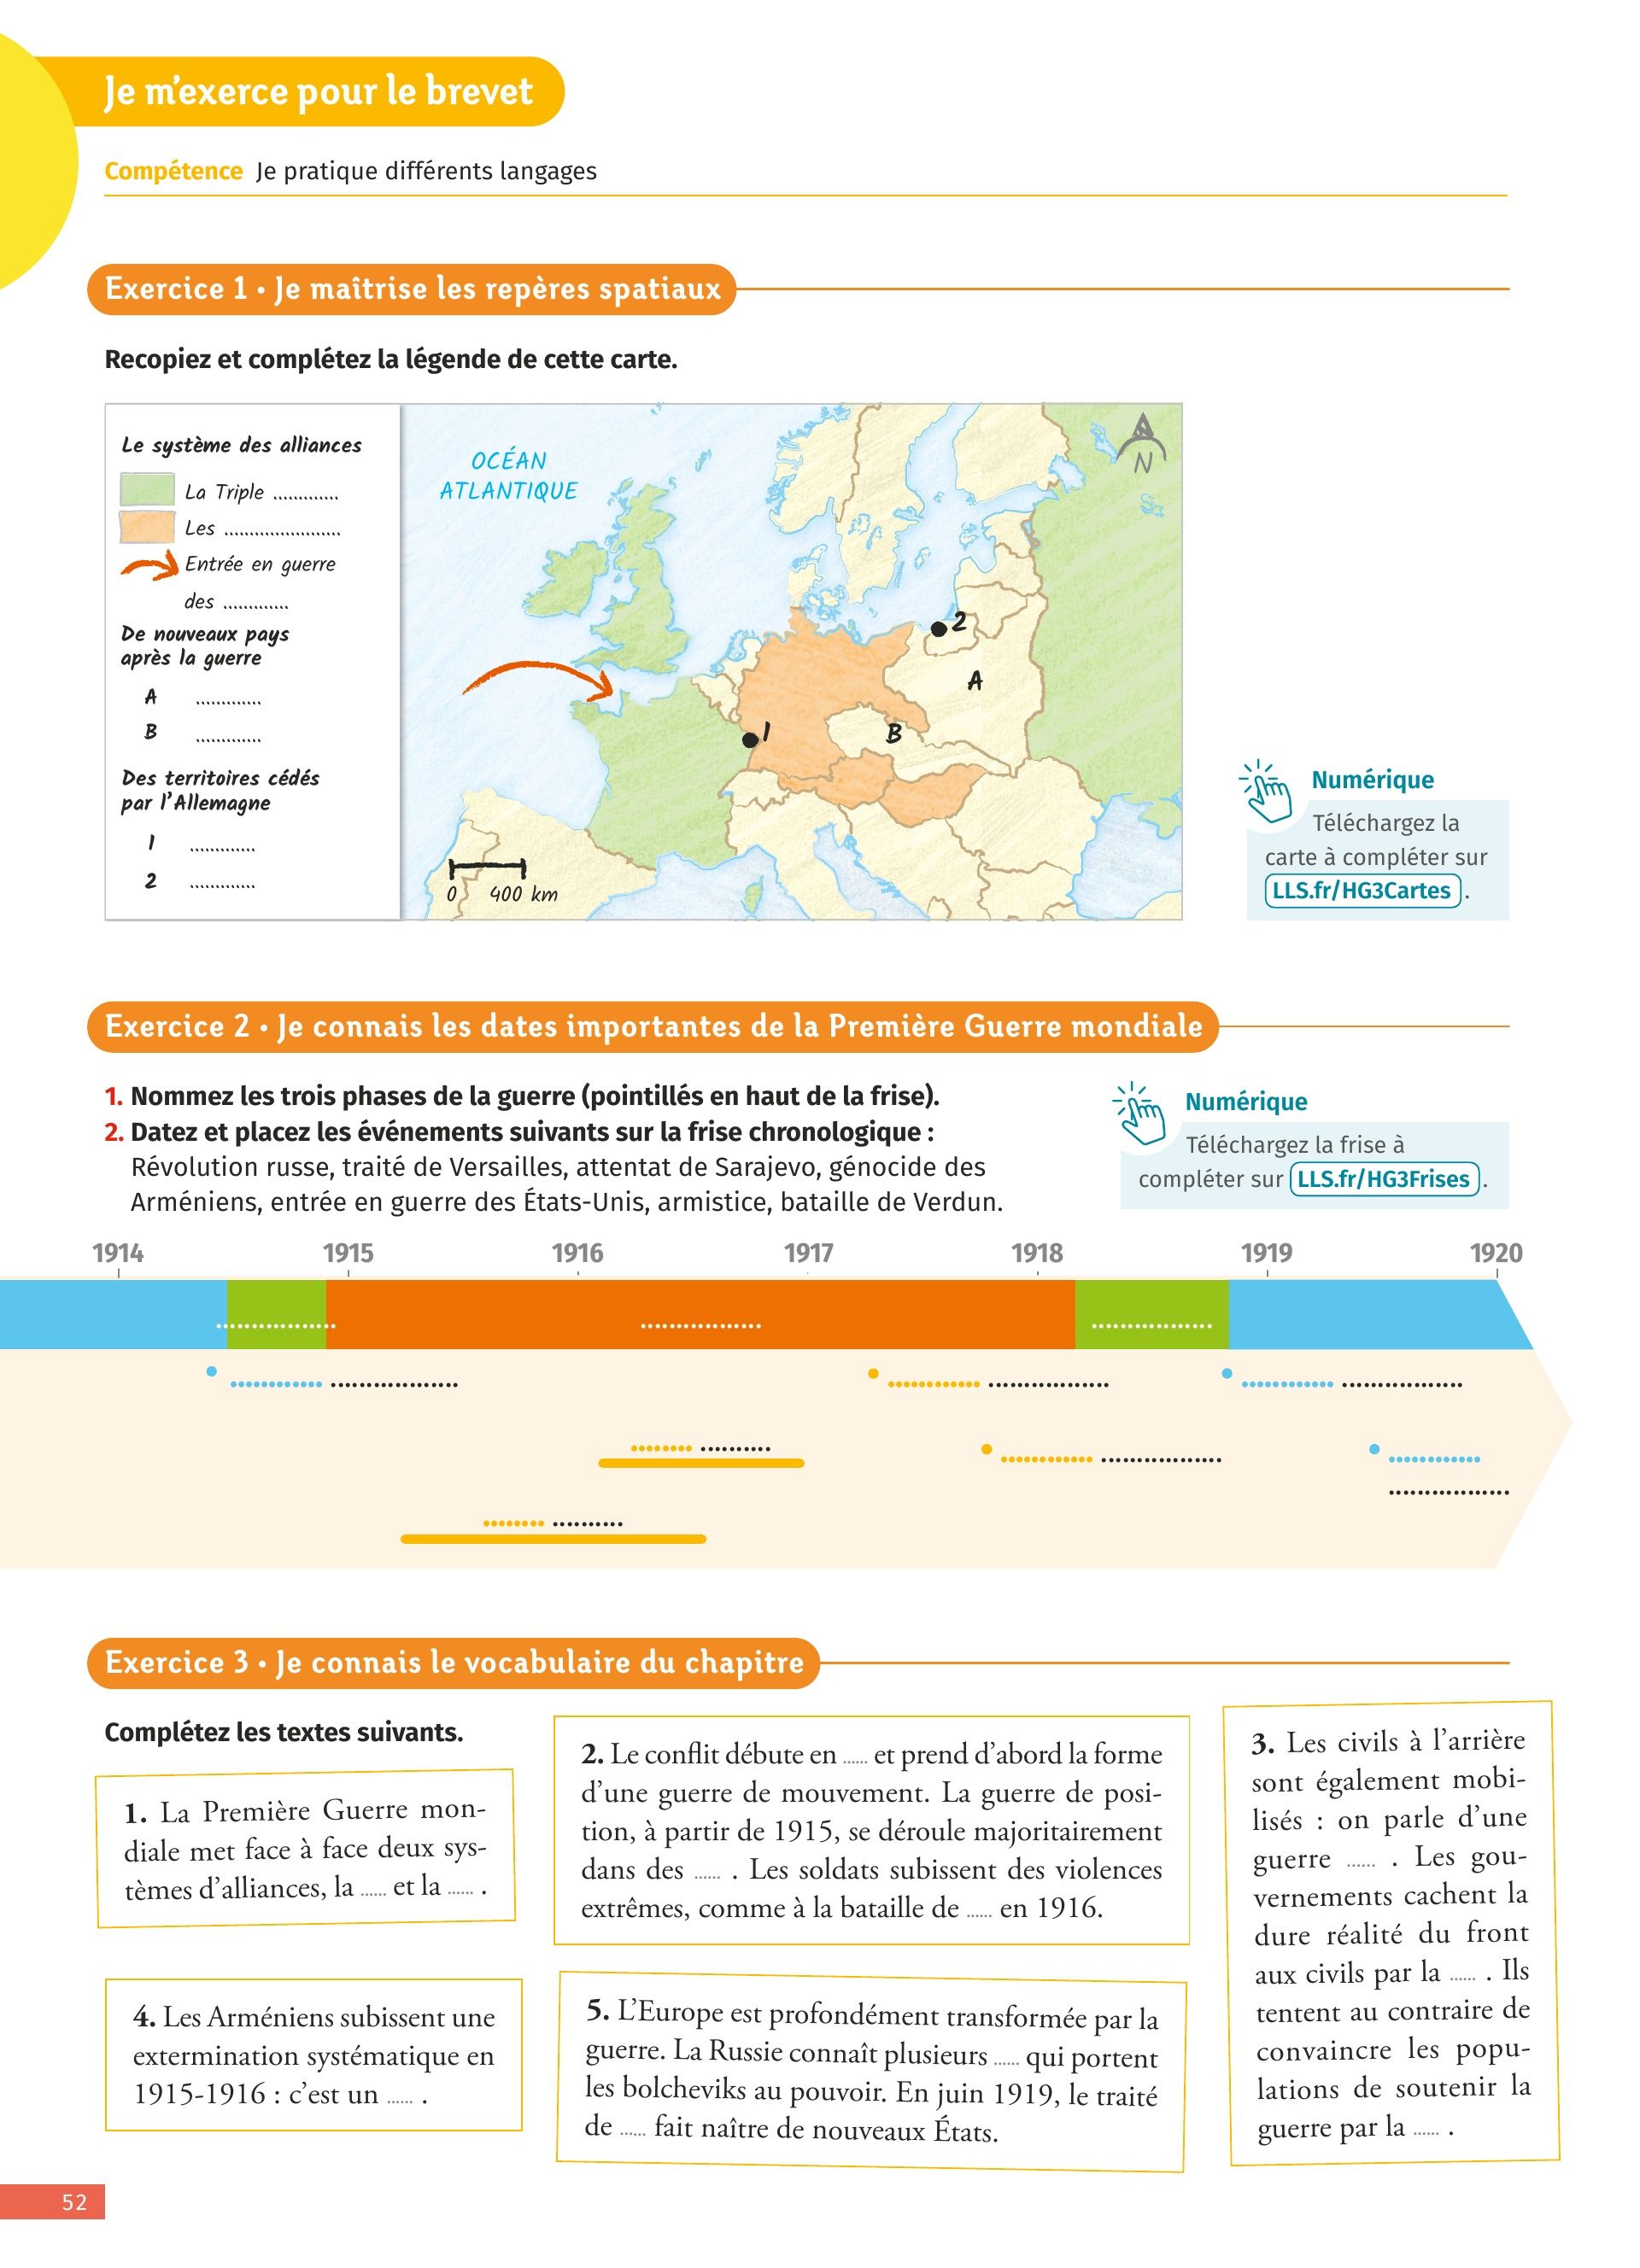 Je m'exerce pour le brevet
Compétence Je pratique différents langages
Exercice 1 • Je maîtrise les repères spatiaux
Recopiez et complétez la légende de cette carte.
Le système des alliances
La Triple .............
Les .......................
Entrée en guerre
des .............
De nouveaux pays
après la guerre
A .............
B .............
Des territoires cédés
par l'Allemagne
1 .............
2 .............
OCÉAN
ATLANTIQUE
N
2
A
1
B
0 400 km
Numérique
Téléchargez la
carte à compléter sur
LLS.fr/HG3Cartes .
Exercice 2 • Je connais les dates importantes de la Première Guerre mondiale
1. Nommez les trois phases de la guerre (pointillés en haut de la frise).
2. Datez et placez les événements suivants sur la frise chronologique :
Révolution russe, traité de Versailles, attentat de Sarajevo, génocide des
Arméniens, entrée en guerre des États-Unis, armistice, bataille de Verdun.
Numérique
Téléchargez la frise à
compléter sur LLS.fr/HG3Frises .
1914 1915 1916 1917 1918 1919 1920
Exercice 3 • Je connais le vocabulaire du chapitre
Complétez les textes suivants.
1. La Première Guerre mon-
diale met face à face deux sys-
tèmes d'alliances, la ...... et la ...... .
2. Le conflit débute en ...... et prend d'abord la forme
d'une guerre de mouvement. La guerre de posi-
tion, à partir de 1915, se déroule majoritairement
dans des ...... . Les soldats subissent des violences
extrêmes, comme à la bataille de ...... en 1916.
3. Les civils à l'arrière
sont également mobi-
lisés : on parle d'une
guerre ...... . Les gou-
vernements cachent la
dure réalité du front
aux civils par la ...... . Ils
tentent au contraire de
convaincre les popu-
lations de soutenir la
guerre par la ...... .
4. Les Arméniens subissent une
extermination systématique en
1915-1916 : c'est un ...... .
5. L'Europe est profondément transformée par la
guerre. La Russie connaît plusieurs ...... qui portent
les bolcheviks au pouvoir. En juin 1919, le traité
de ...... fait naître de nouveaux États.
52